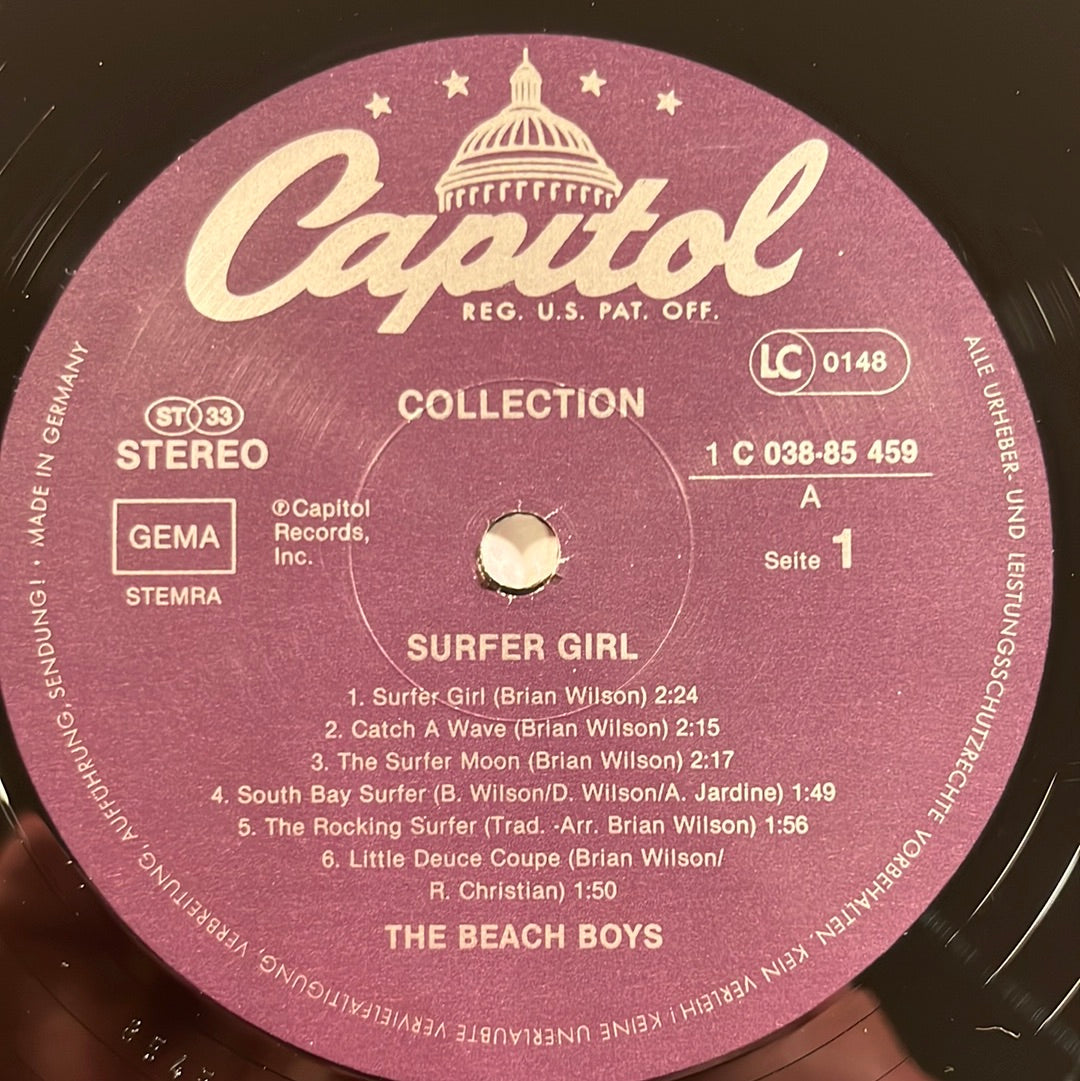 Capitol
REG. U.S. PAT. OFF.
LC 0148
COLLECTION
ST 33
STEREO
1 C 038-85 459
A
Seite 1
GEMA
STEMRA
℗Capitol
Records,
Inc.
SURFER GIRL
1. Surfer Girl (Brian Wilson) 2:24
2. Catch A Wave (Brian Wilson) 2:15
3. The Surfer Moon (Brian Wilson) 2:17
4. South Bay Surfer (B. Wilson/D. Wilson/A. Jardine) 1:49
5. The Rocking Surfer (Trad. -Arr. Brian Wilson) 1:56
6. Little Deuce Coupe (Brian Wilson/
R. Christian) 1:50
THE BEACH BOYS
ALLE URHEBER- UND LEISTUNGSSCHUTZRECHTE VORBEHALTEN. KEIN VERLEIH! KEINE UNERLAUBTE VERVIELFÄLTIGUNG, VERBREITUNG, AUFFÜHRUNG, SENDUNG! · MADE IN GERMANY